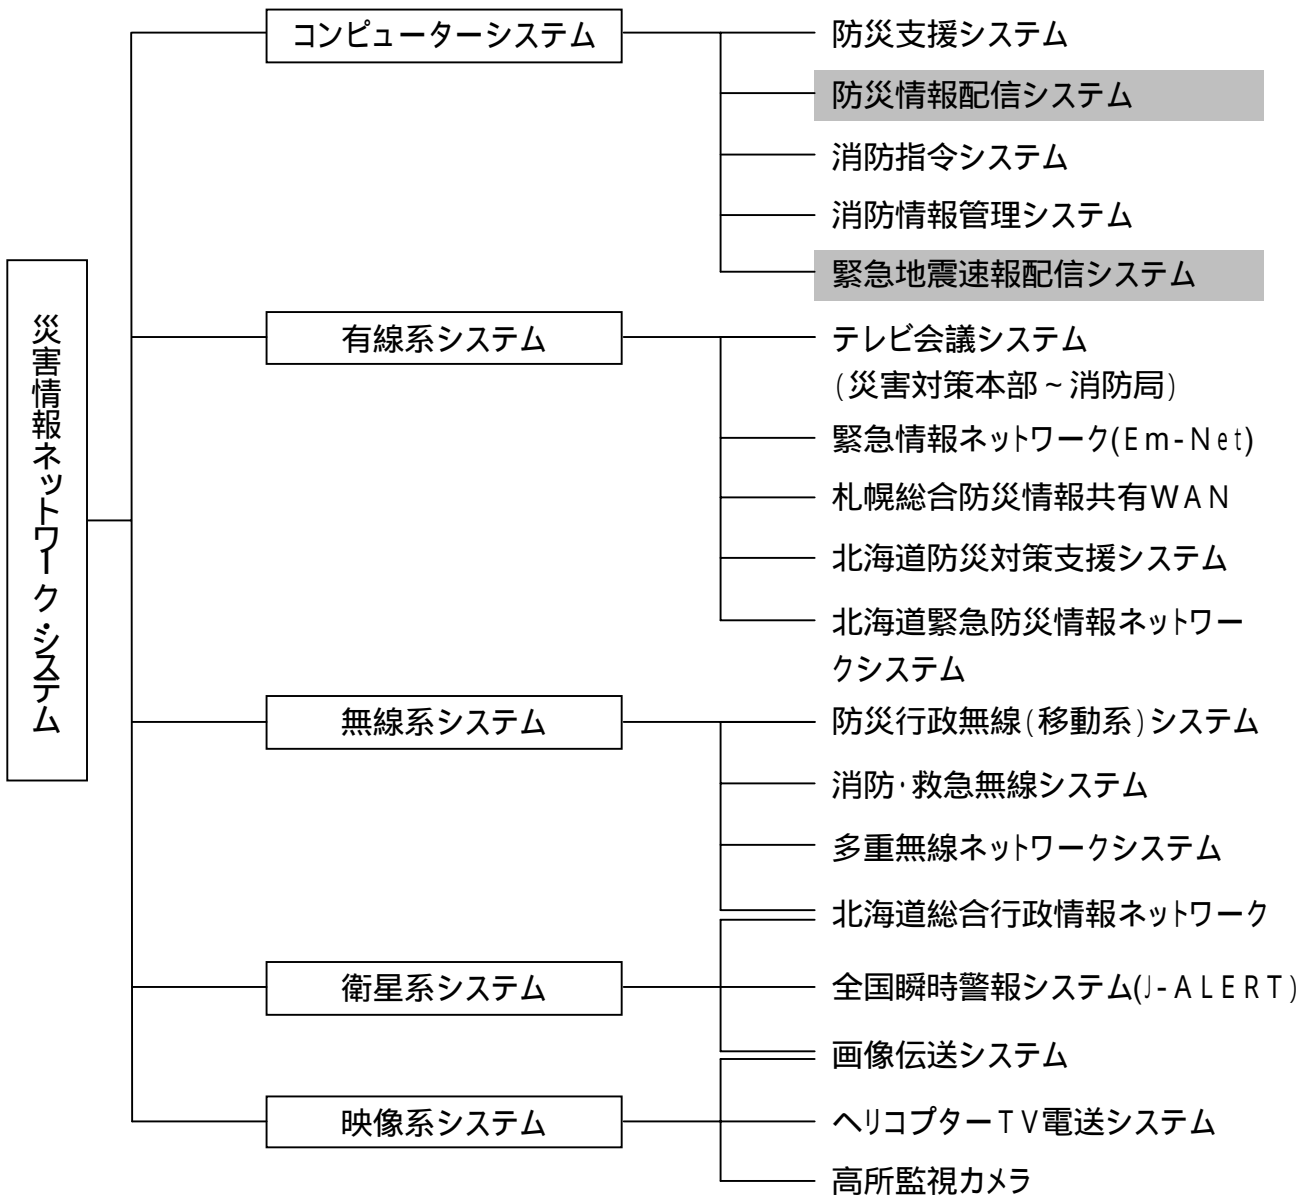 災害情報ネットワーク・システム
コンピューターシステム
防災支援システム
防災情報配信システム
消防指令システム
消防情報管理システム
緊急地震速報配信システム
有線系システム
テレビ会議システム
(災害対策本部~消防局)
緊急情報ネットワーク(Em-Net)
札幌総合防災情報共有WAN
北海道防災対策支援システム
北海道緊急防災情報ネットワー
クシステム
無線系システム
防災行政無線(移動系)システム
消防・救急無線システム
多重無線ネットワークシステム
北海道総合行政情報ネットワーク
衛星系システム
全国瞬時警報システム(J-ALERT)
画像伝送システム
映像系システム
ヘリコプターTV電送システム
高所監視カメラ